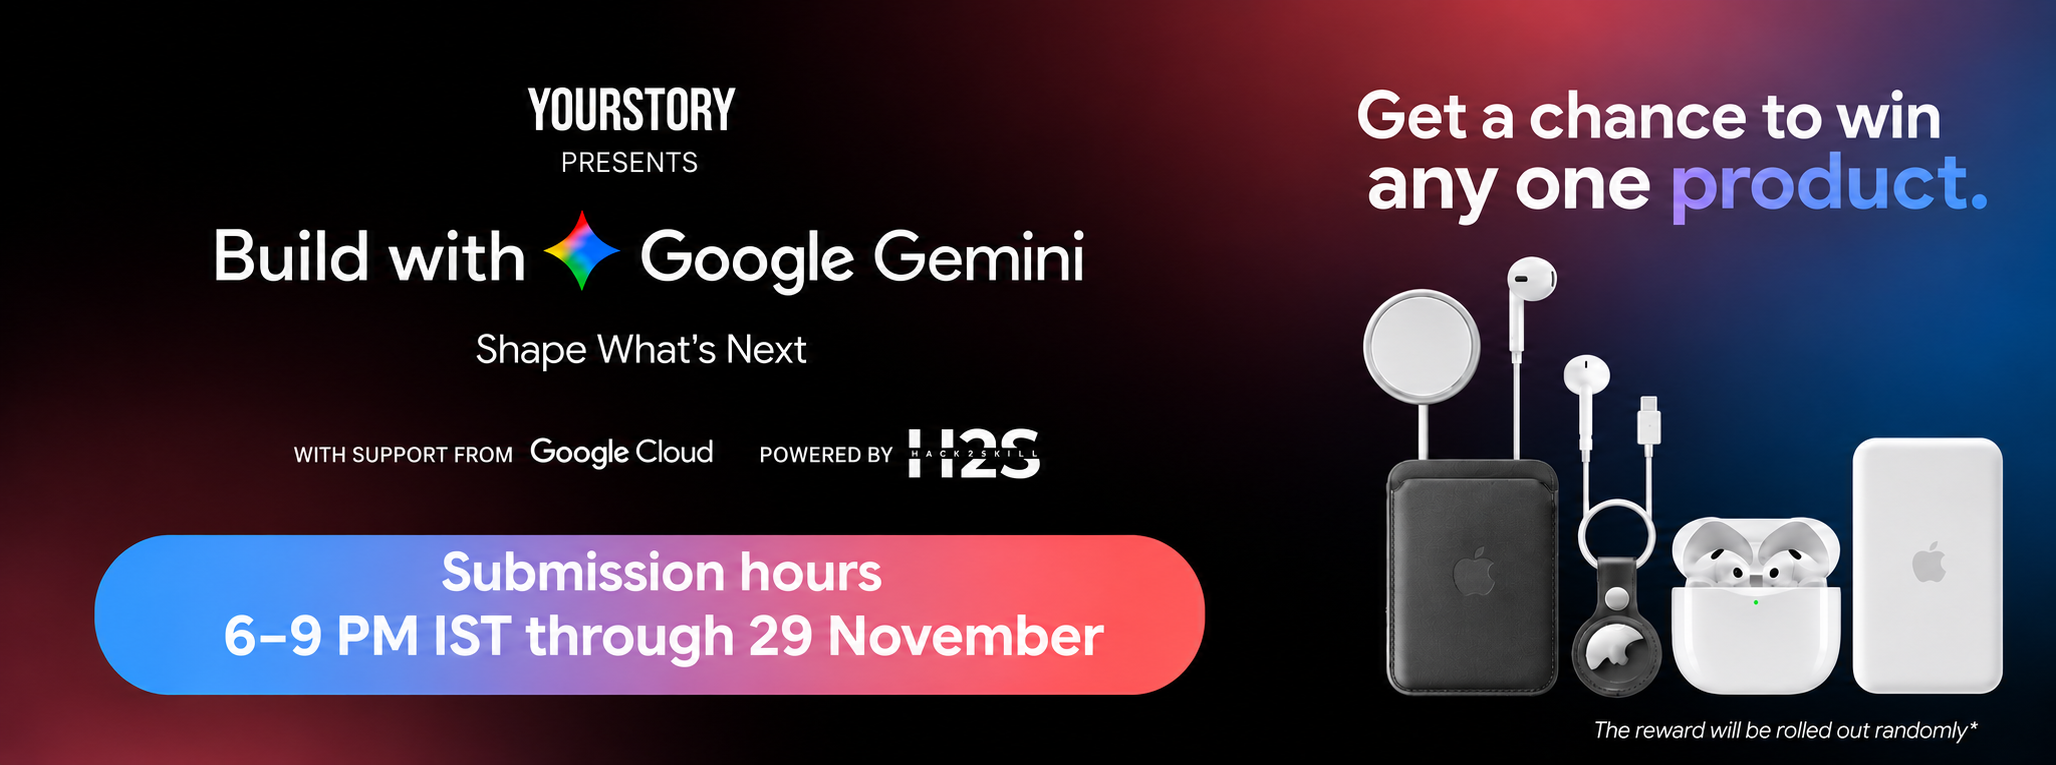 YOURSTORY
PRESENTS
Build with Google Gemini
Shape What's Next
WITH SUPPORT FROM Google Cloud POWERED BY H2S
HACK2SKILL
Submission hours
6–9 PM IST through 29 November
Get a chance to win
any one product.
The reward will be rolled out randomly*